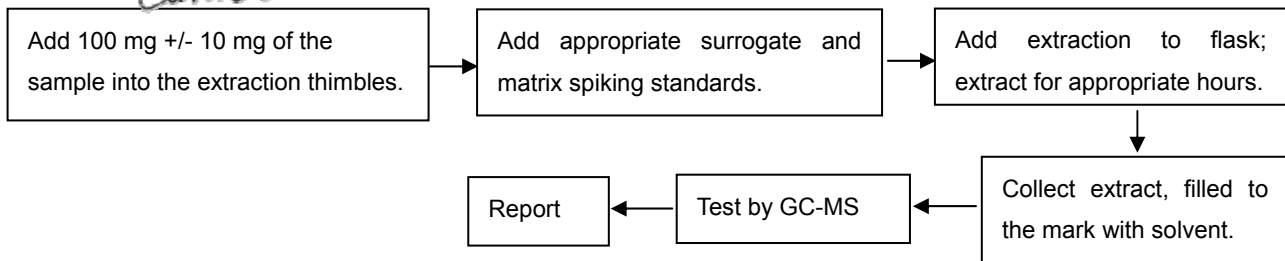 Add 100 mg +/- 10 mg of the
sample into the extraction thimbles.
Add appropriate surrogate and
matrix spiking standards.
Add extraction to flask;
extract for appropriate hours.
Collect extract, filled to
the mark with solvent.
Test by GC-MS
Report